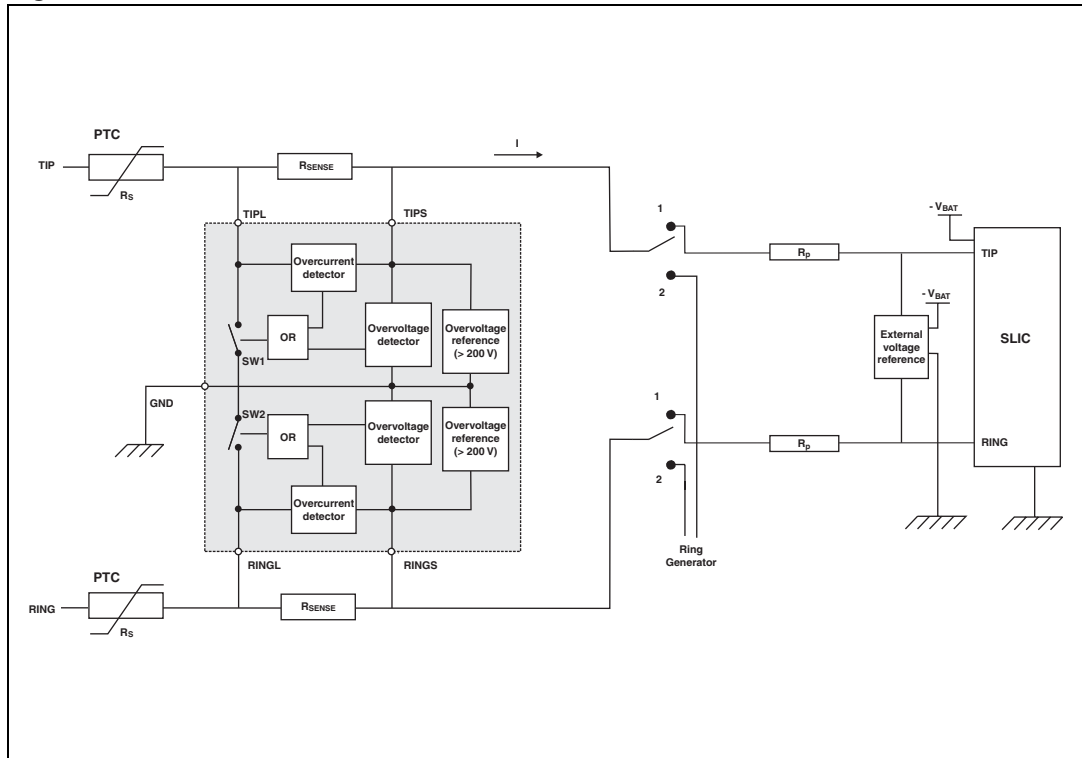 PTC
TIP
RS
RSENSE
I
TIPL
TIPS
Overcurrent
detector
OR
Overvoltage
detector
Overvoltage
reference
(> 200 V)
SW1
GND
SW2
OR
Overvoltage
detector
Overvoltage
reference
(> 200 V)
Overcurrent
detector
RINGL
RINGS
PTC
RING
RS
RSENSE
1
2
1
2
Ring
Generator
Rp
Rp
- VBAT
TIP
- VBAT
External
voltage
reference
SLIC
RING